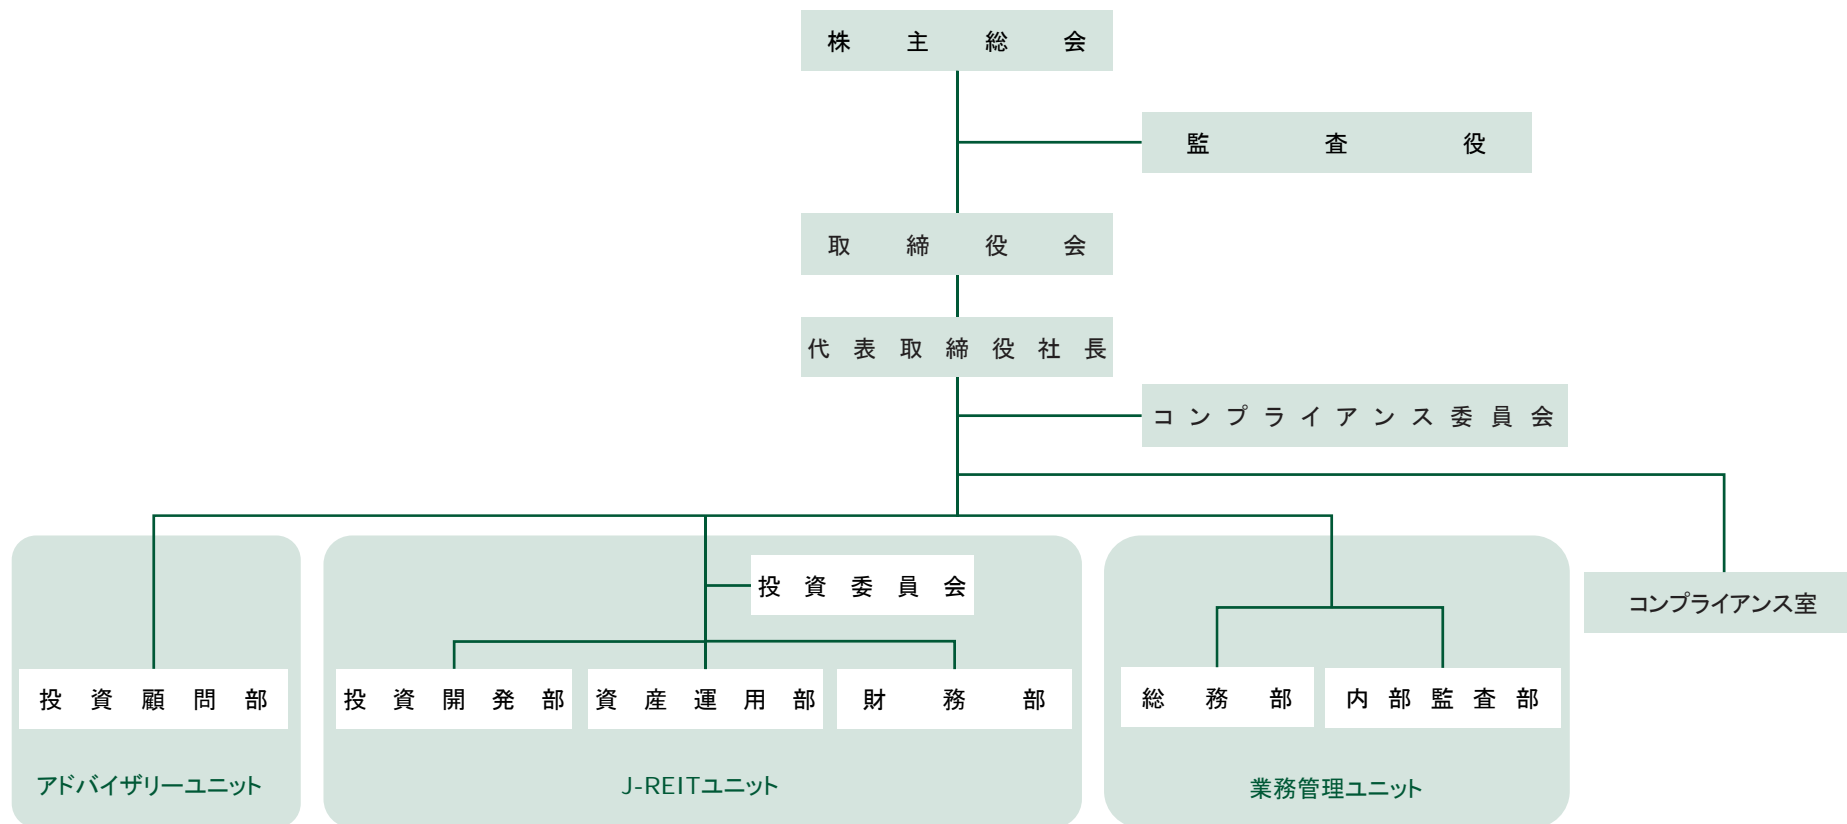 株主総会
監査役
取締役会
代表取締役社長
コンプライアンス委員会
投資委員会
コンプライアンス室
投資顧問部
投資開発部
資産運用部
財務部
総務部
内部監査部
アドバイザリーユニット
J-REITユニット
業務管理ユニット